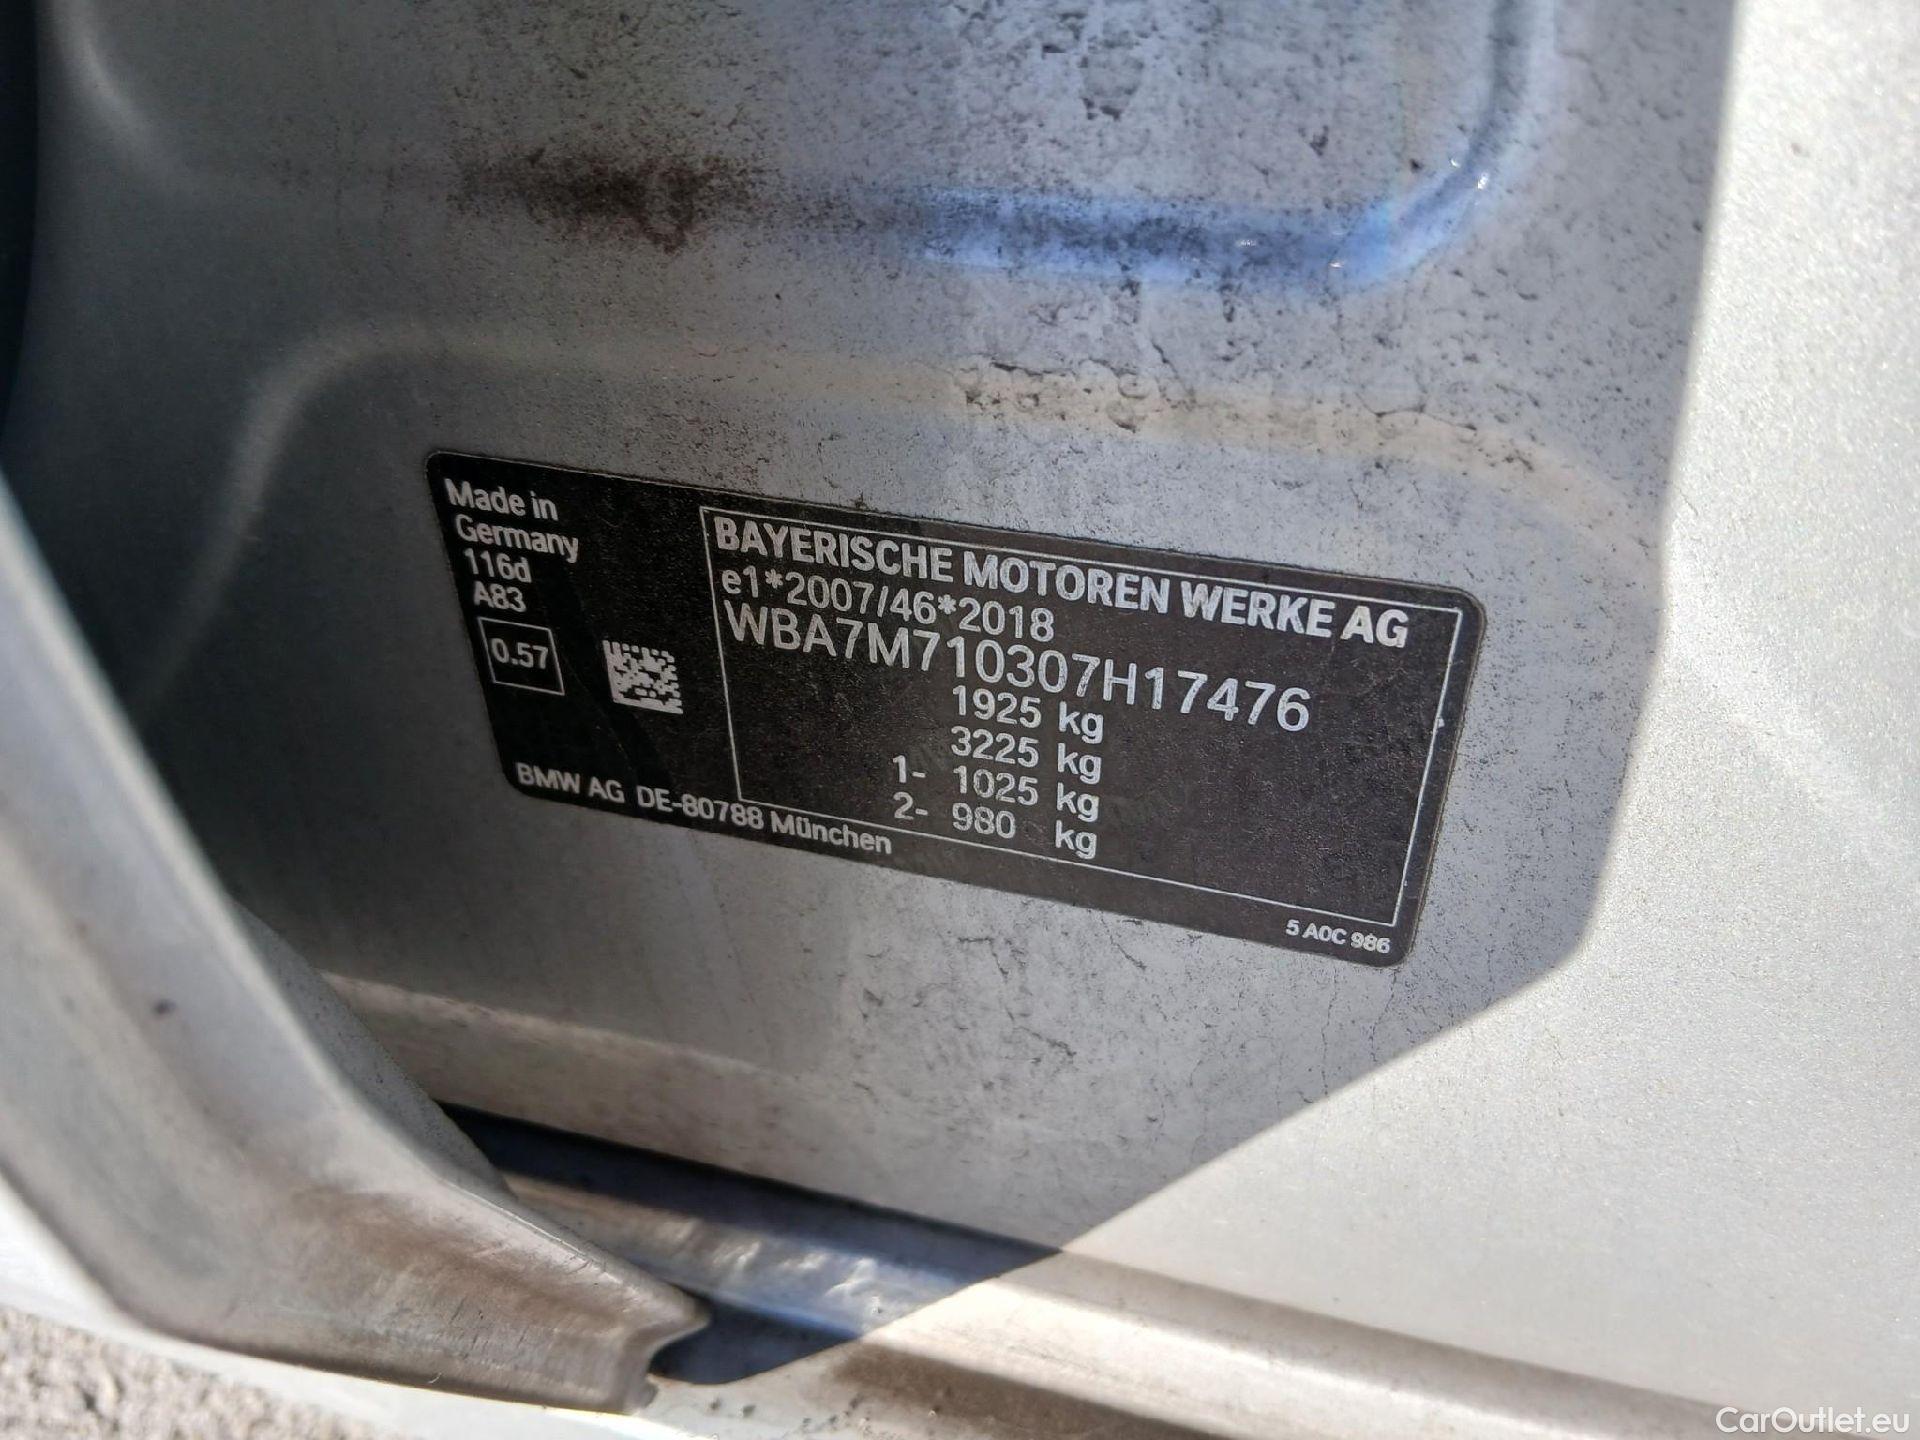 Made in
Germany
116d
A83
0.57
BMW AG DE-80788 München
BAYERISCHE MOTOREN WERKE AG
e1*2007/46*2018
WBA7M710307H17476
1925 kg
3225 kg
1- 1025 kg
2- 980 kg
5 A0C 986
CarOutlet.eu